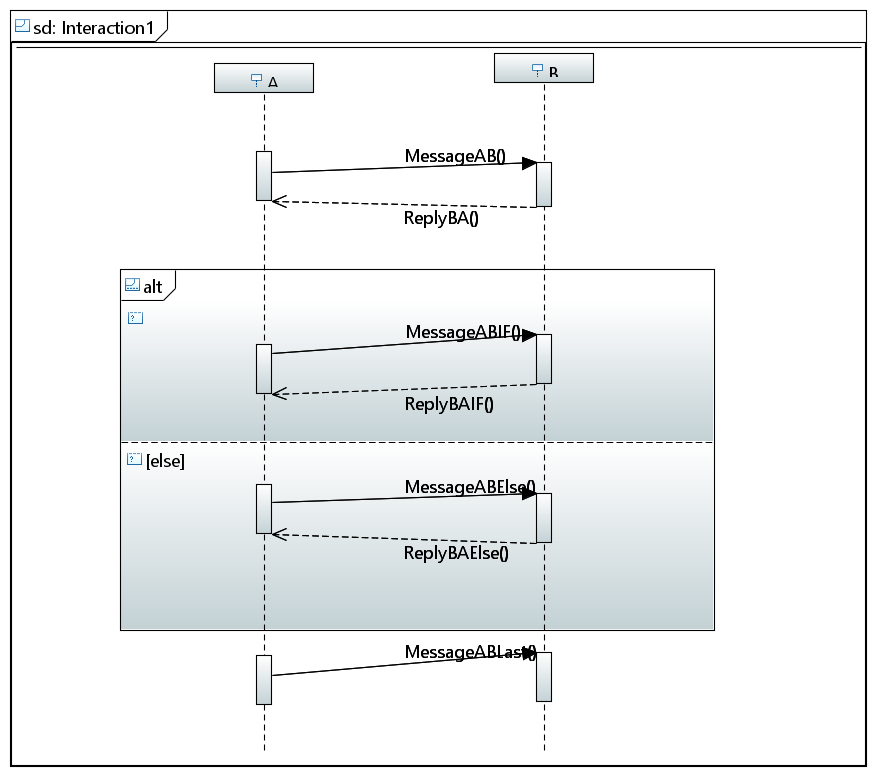 sd: Interaction1
A
B
MessageAB()
ReplyBA()
alt
MessageABIF()
ReplyBAIF()
[else]
MessageABElse()
ReplyBAElse()
MessageABLast()